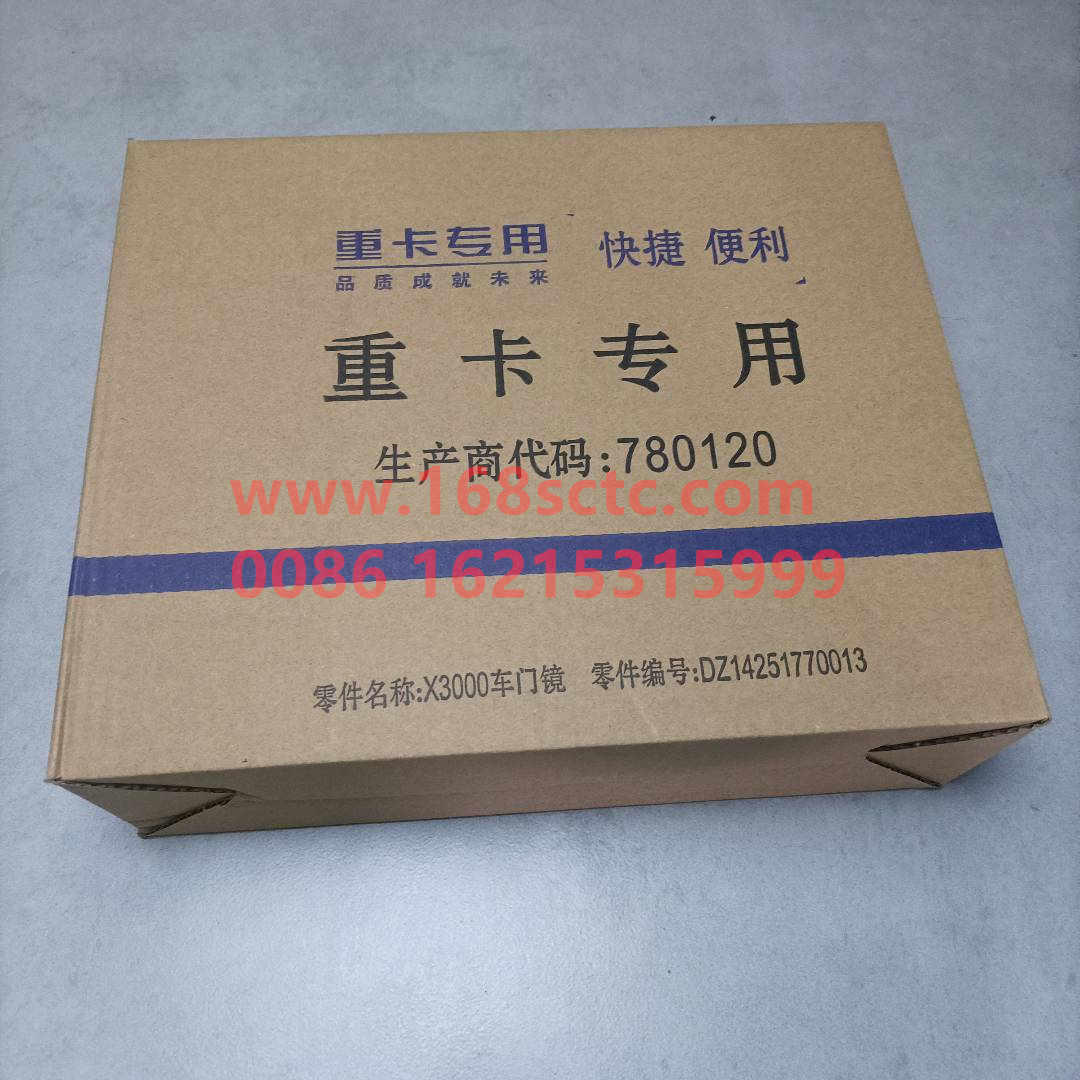 重卡专用 快捷 便利
品质成就未来
重卡专用
生产商代码:780120
www.168sctc.com
0086 16215315999
零件名称:X3000车门镜 零件编号:DZ14251770013